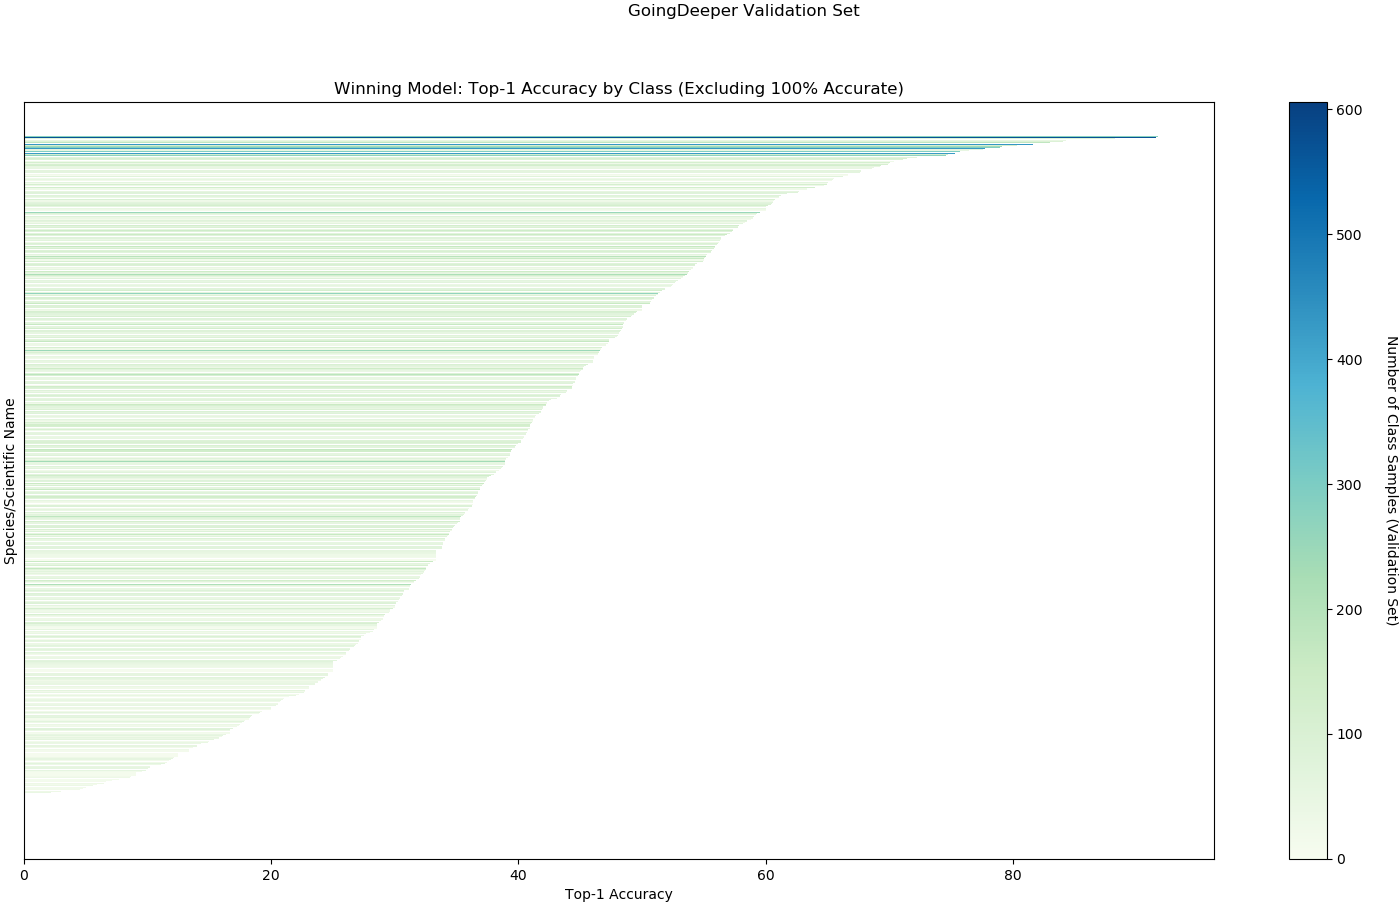 GoingDeeper Validation Set
Winning Model: Top-1 Accuracy by Class (Excluding 100% Accurate)
Species/Scientific Name
0
20
40
60
80
Top-1 Accuracy
600
500
400
300
200
100
0
Number of Class Samples (Validation Set)